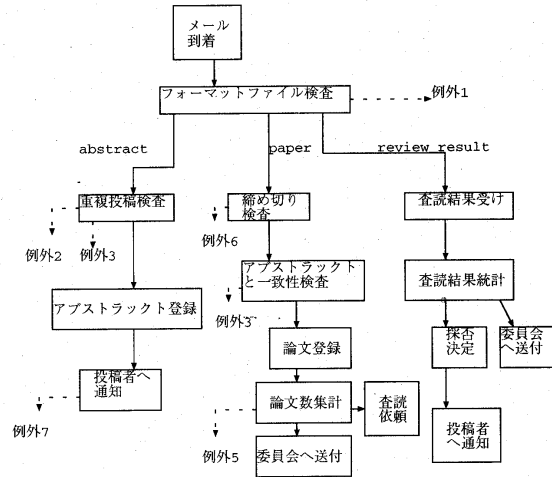 メール
到着
フォーマットファイル検査
例外1
abstract
paper
review result
重複投稿検査
締め切り
検査
査読結果受け
例外2
例外3
例外6
アブストラックト
と一致性検査
査読結果統計
アブストラックト登録
例外3
論文登録
採否
決定
委員会
へ送付
投稿者へ
通知
論文数集計
査読
依頼
例外7
例外5
委員会へ送付
投稿者
へ通知